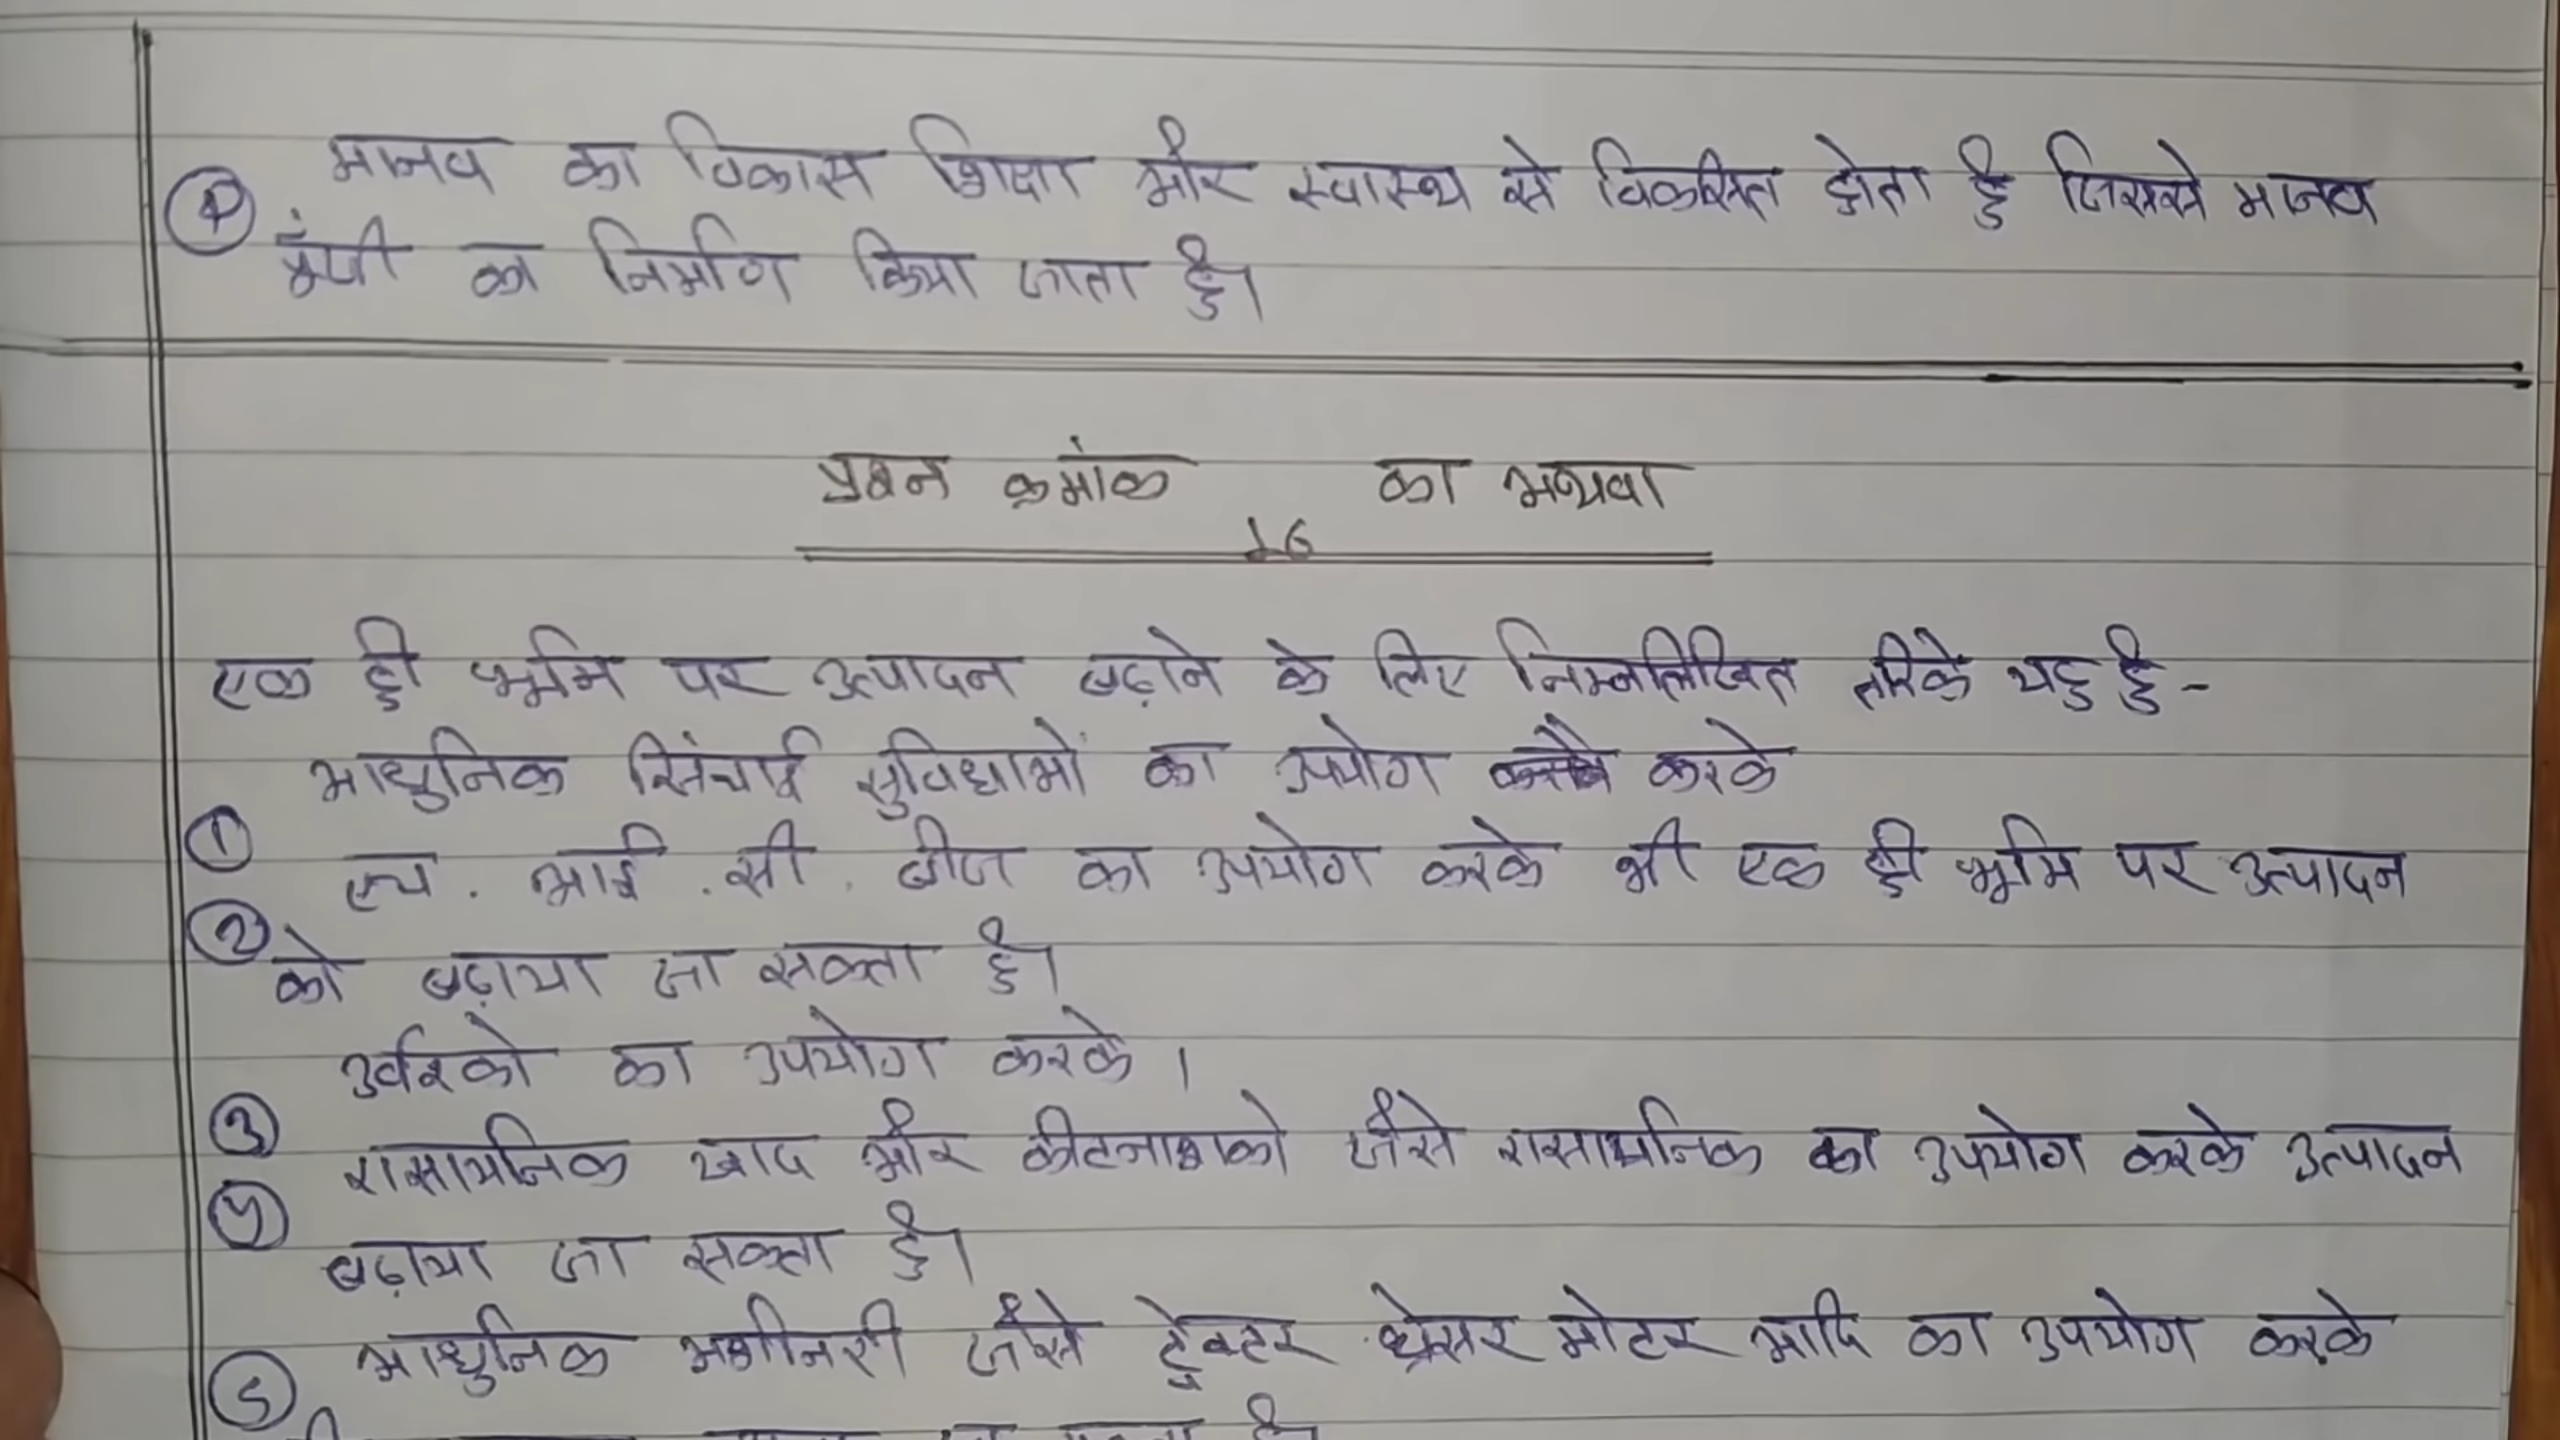 मानव का विकास शिक्षा और स्वास्थ्य से विकसित होता है जिससे मानव
④ पूंजी का निर्माण किया जाता है।
प्रश्न क्रमांक 16 का अथवा
एक ही भूमि पर उत्पादन बढ़ाने के लिए निम्नलिखित तरिके यह है -
आधुनिक सिंचाई सुविधाओं का उपयोग करके
① एच. आई. सी. बीज का उपयोग करके भी एक ही भूमि पर उत्पादन
② को बढ़ाया जा सकता है।
उर्वरको का उपयोग करके।
③ रासायनिक खाद और कीटनाशको जैसे रासायनिक का उपयोग करके उत्पादन
④ बढ़ाया जा सकता है।
आधुनिक मशीनरी जैसे ट्रेक्टर थ्रेसर मोटर आदि का उपयोग करके
⑤